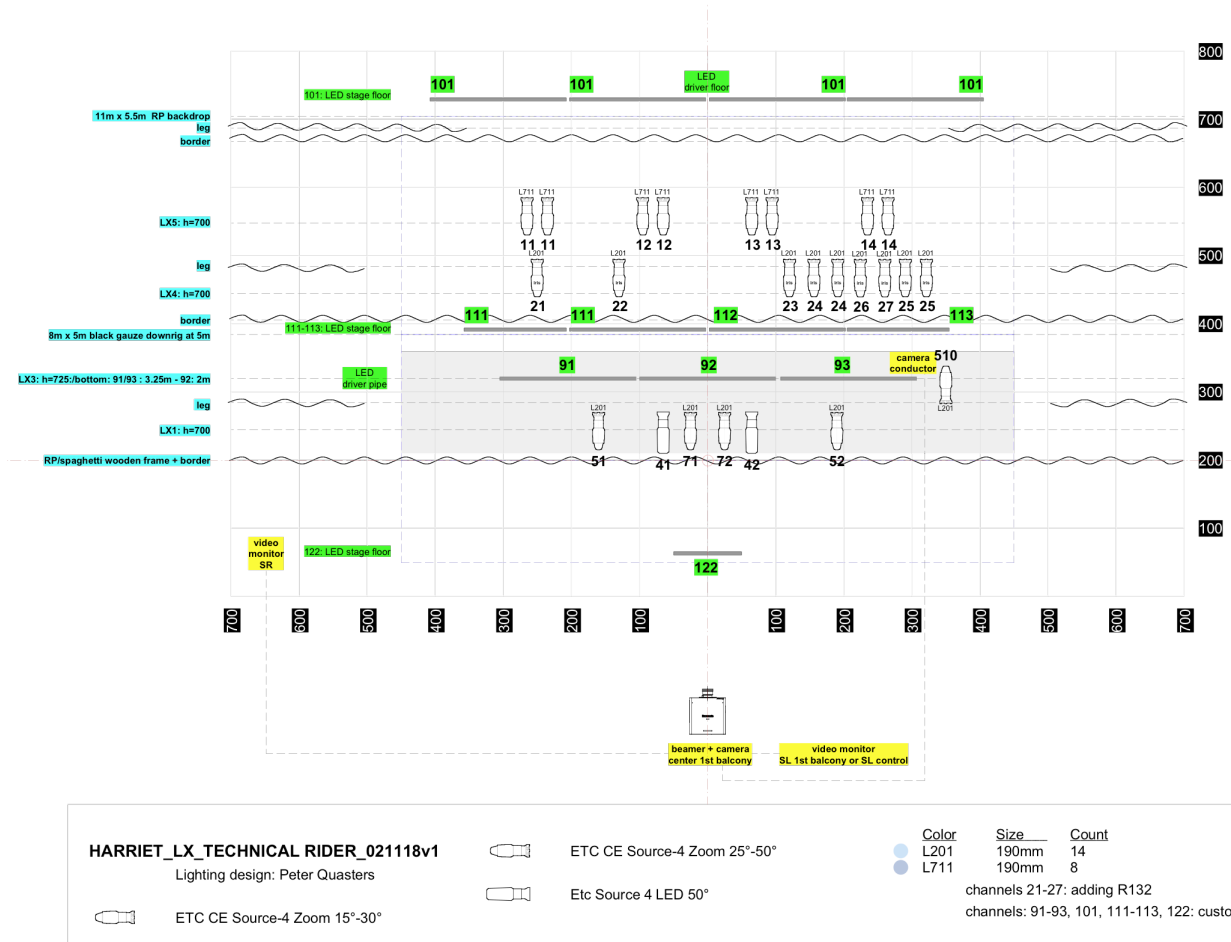 800
101
101
LED
driver floor
101
101
101: LED stage floor
11m x 5.5m RP backdrop
700
leg
border
600
L711
L711
L711
L711
L711
L711
L711
L711
LX5: h=700
11
11
12
12
13
13
14
14
500
L201
L201
L201
L201
L201
L201
L201
L201
L201
leg
LX4: h=700
21
22
23
24
24
26
27
25
25
111
111
112
113
border
400
111-113: LED stage floor
8m x 5m black gauze downrig at 5m
camera
conductor
510
91
92
93
LED
driver pipe
LX3: h=725:/bottom: 91/93 : 3.25m - 92: 2m
300
leg
L201
L201
L201
L201
L201
LX1: h=700
51
41
71
72
42
52
RP/spaghetti wooden frame + border
200
100
video
monitor
SR
122: LED stage floor
122
700
600
500
400
300
200
100
100
200
300
400
500
600
700
beamer + camera
center 1st balcony
video monitor
SL 1st balcony or SL control
HARRIET_LX_TECHNICAL RIDER_021118v1
Lighting design: Peter Quasters
ETC CE Source-4 Zoom 15°-30°
ETC CE Source-4 Zoom 25°-50°
Etc Source 4 LED 50°
Color Size Count
L201 190mm 14
L711 190mm 8
channels 21-27: adding R132
channels: 91-93, 101, 111-113, 122: custo